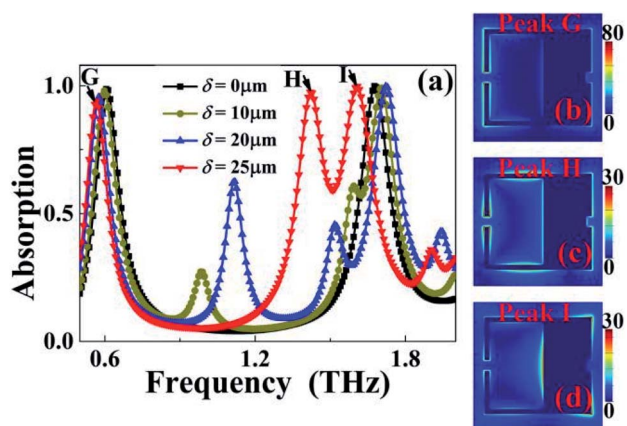 G
H
I
(a)
δ = 0μm
δ = 10μm
δ = 20μm
δ = 25μm
1.0
0.5
0.0
Absorption
0.6
1.2
1.8
Frequency (THz)
Peak G
(b)
80
0
Peak H
(c)
30
0
Peak I
(d)
30
0